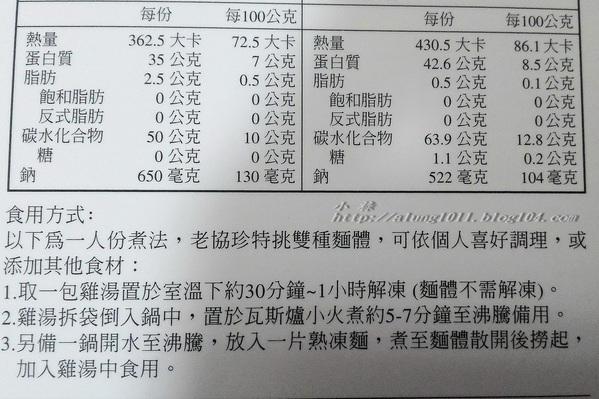 每份 每100公克
熱量 362.5 大卡 72.5 大卡
蛋白質 35 公克 7 公克
脂肪 2.5 公克 0.5 公克
飽和脂肪 0 公克 0 公克
反式脂肪 0 公克 0 公克
碳水化合物 50 公克 10 公克
糖 0 公克 0 公克
鈉 650 毫克 130 毫克
每份 每100公克
熱量 430.5 大卡 86.1 大卡
蛋白質 42.6 公克 8.5 公克
脂肪 0.5 公克 0.1 公克
飽和脂肪 0 公克 0 公克
反式脂肪 0 公克 0 公克
碳水化合物 63.9 公克 12.8 公克
糖 1.1 公克 0.2 公克
鈉 522 毫克 104 毫克
小綠
http://alung1011.blog104.com
食用方式:
以下為一人份煮法，老協珍特挑雙種麵體，可依個人喜好調理，或
添加其他食材：
1.取一包雞湯置於室溫下約30分鐘~1小時解凍 (麵體不需解凍)。
2.雞湯拆袋倒入鍋中，置於瓦斯爐小火煮約5-7分鐘至沸騰備用。
3.另備一鍋開水至沸騰，放入一片熟凍麵，煮至麵體散開後撈起，
加入雞湯中食用。